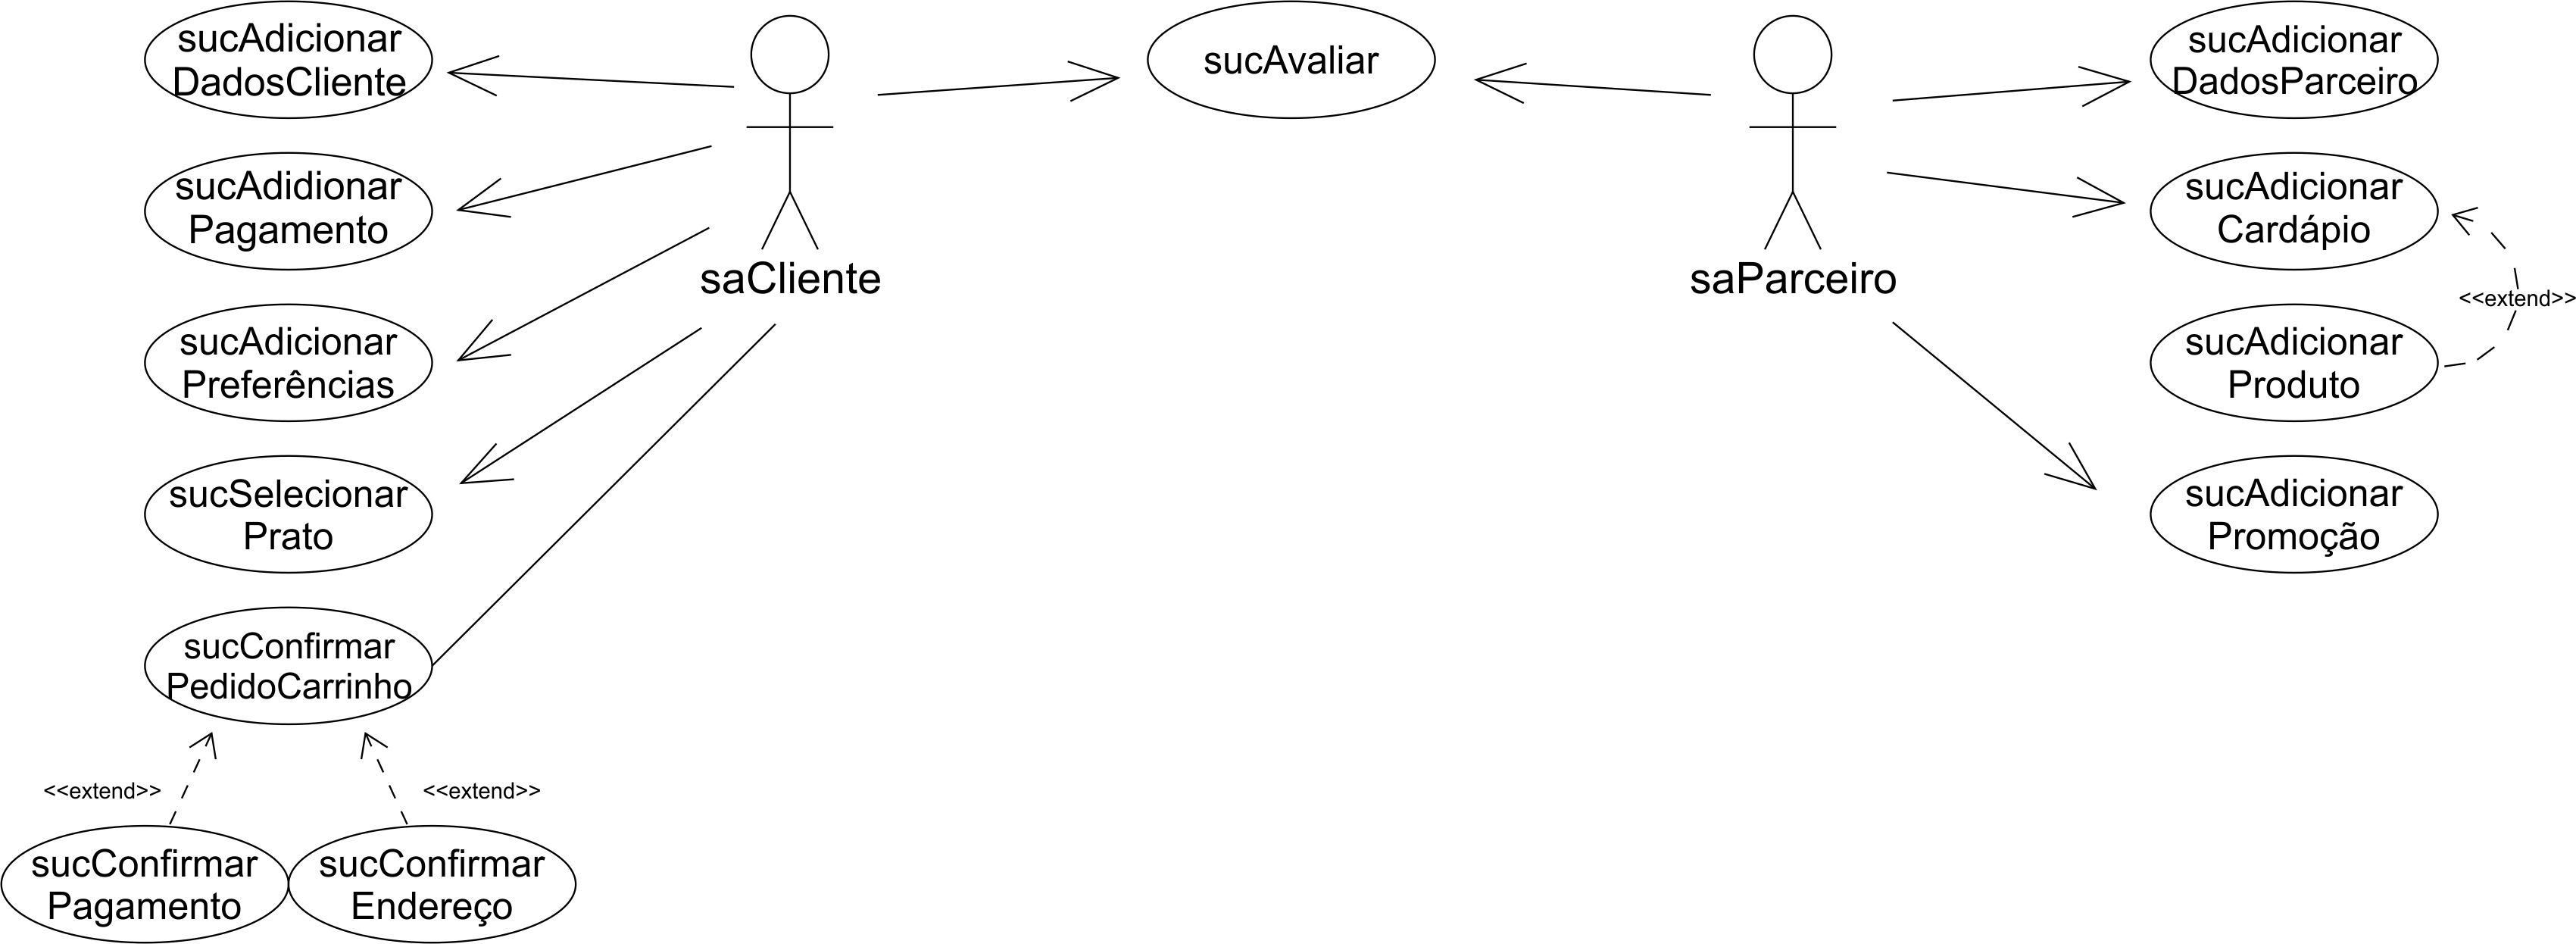 sucAdicionar
DadosCliente
sucAdidionar
Pagamento
sucAdicionar
Preferências
sucSelecionar
Prato
sucConfirmar
PedidoCarrinho
<<extend>>
<<extend>>
sucConfirmar
Pagamento
sucConfirmar
Endereço
saCliente
sucAvaliar
saParceiro
sucAdicionar
DadosParceiro
sucAdicionar
Cardápio
<<extend>>
sucAdicionar
Produto
sucAdicionar
Promoção